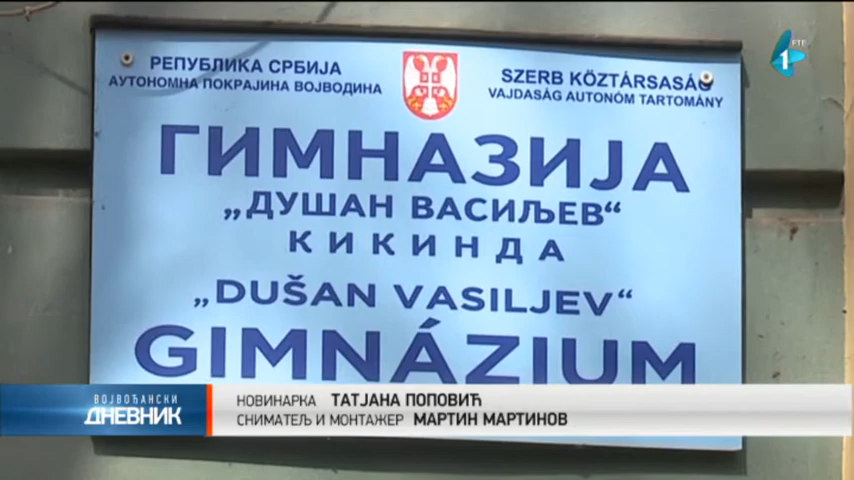 РЕПУБЛИКА СРБИЈА
АУТОНОМНА ПОКРАЈИНА ВОЈВОДИНА
SZERB KÖZTÁRSASÁG
VAJDASÁG AUTONÓM TARTOMÁNY
ГИМНАЗИЈА
„ДУШАН ВАСИЉЕВ“
КИКИНДА
„DUŠAN VASILJEV“
GIMNÁZIUM
РТВ 1
ВОЈВОЂАНСКИ
ДНЕВНИК
НОВИНАРКА ТАТЈАНА ПОПОВИЋ
СНИМАТЕЉ И МОНТАЖЕР МАРТИН МАРТИНОВ